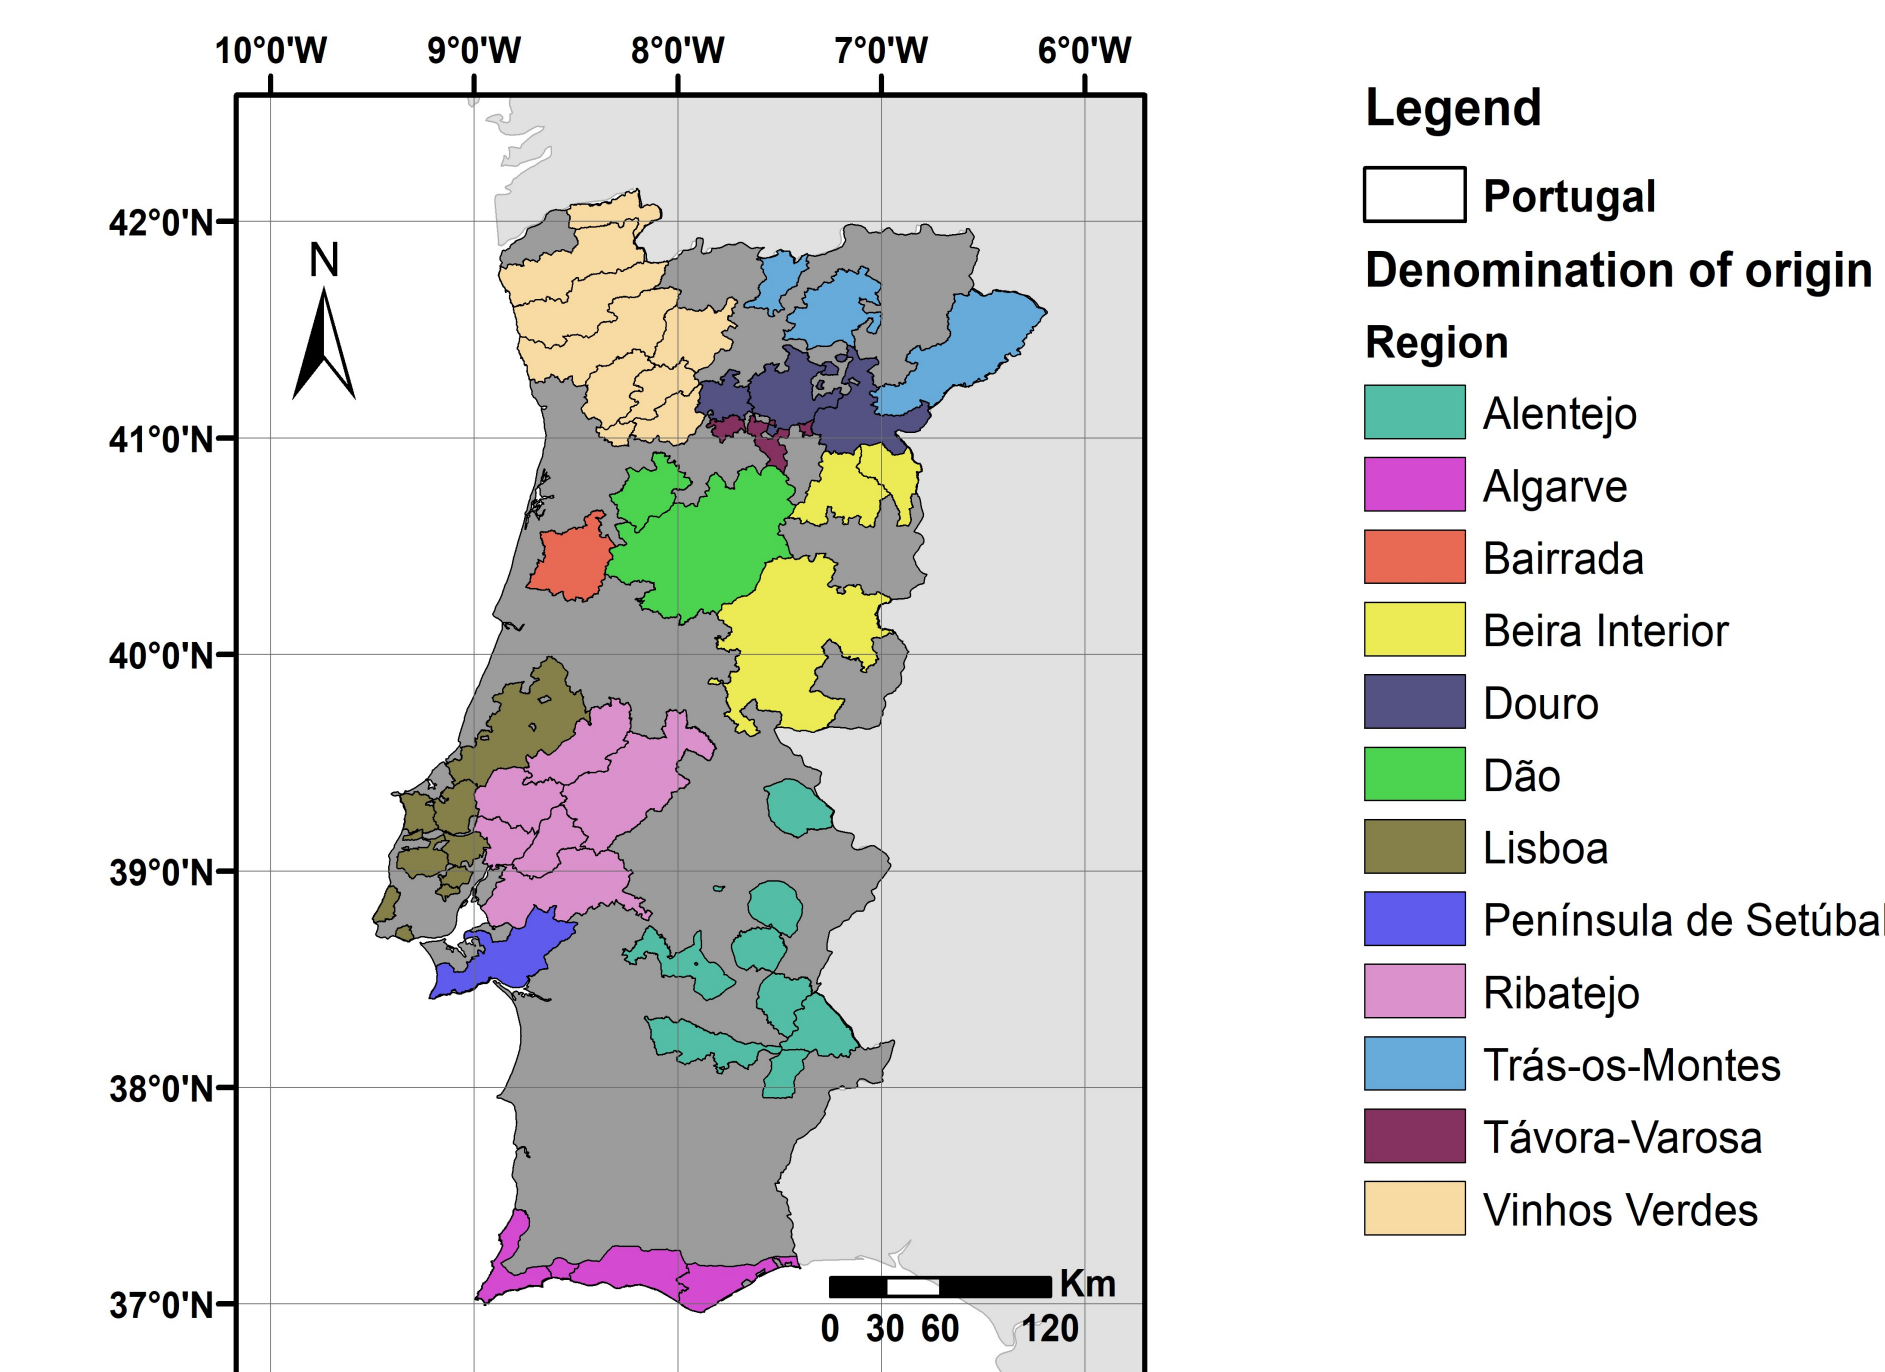 10°0'W 9°0'W 8°0'W 7°0'W 6°0'W
42°0'N
41°0'N
40°0'N
39°0'N
38°0'N
37°0'N
N
Km
0 30 60 120
Legend
Portugal
Denomination of origin
Region
Alentejo
Algarve
Bairrada
Beira Interior
Douro
Dão
Lisboa
Península de Setúbal
Ribatejo
Trás-os-Montes
Távora-Varosa
Vinhos Verdes